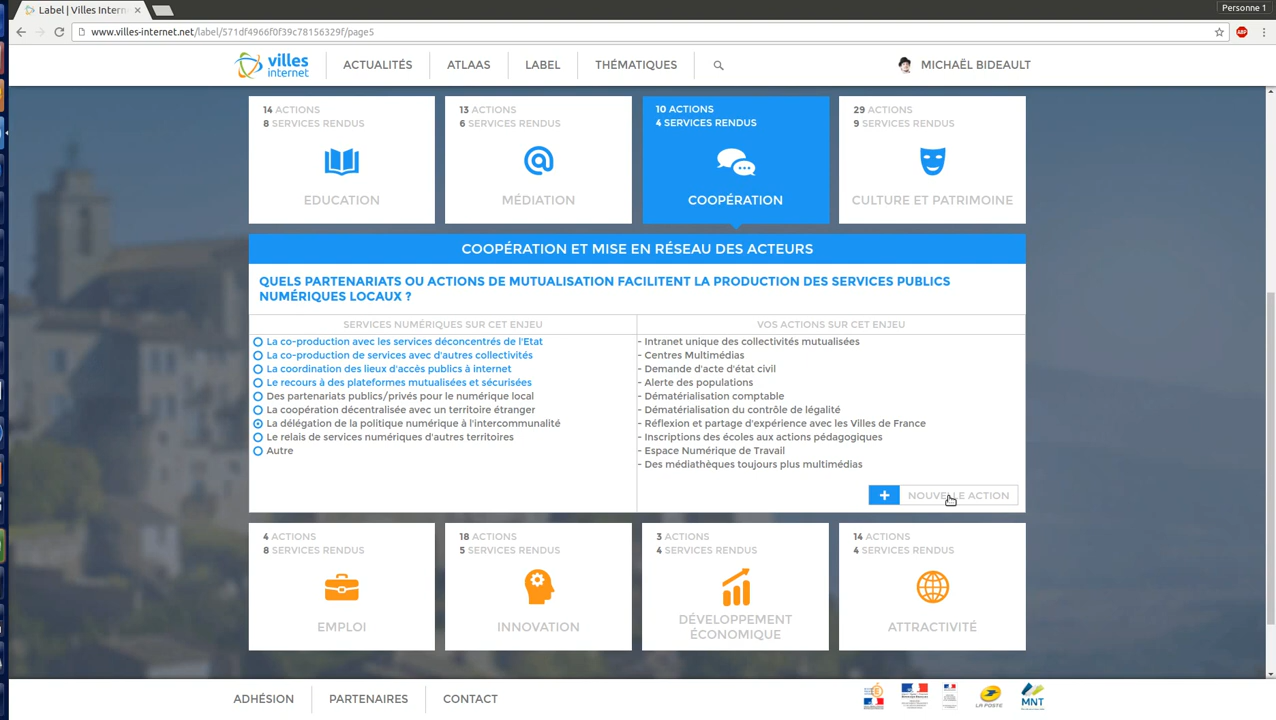 Personne 1
Label | Villes Intern
www.villes-internet.net/label/571df4966f0f39c78156329f/page5
ABP
villes internet
ACTUALITÉS
ATLAAS
LABEL
THÉMATIQUES
MICHAËL BIDEAULT
14 ACTIONS
8 SERVICES RENDUS
EDUCATION
13 ACTIONS
6 SERVICES RENDUS
MÉDIATION
10 ACTIONS
4 SERVICES RENDUS
COOPÉRATION
29 ACTIONS
9 SERVICES RENDUS
CULTURE ET PATRIMOINE
COOPÉRATION ET MISE EN RÉSEAU DES ACTEURS
QUELS PARTENARIATS OU ACTIONS DE MUTUALISATION FACILITENT LA PRODUCTION DES SERVICES PUBLICS
NUMÉRIQUES LOCAUX ?
SERVICES NUMÉRIQUES SUR CET ENJEU
La co-production avec les services déconcentrés de l'Etat
La co-production de services avec d'autres collectivités
La coordination des lieux d'accès publics à internet
Le recours à des plateformes mutualisées et sécurisées
Des partenariats publics/privés pour le numérique local
La coopération décentralisée avec un territoire étranger
La délégation de la politique numérique à l'intercommunalité
Le relais de services numériques d'autres territoires
Autre
VOS ACTIONS SUR CET ENJEU
- Intranet unique des collectivités mutualisées
- Centres Multimédias
- Demande d'acte d'état civil
- Alerte des populations
- Dématérialisation comptable
- Dématérialisation du contrôle de légalité
- Réflexion et partage d'expérience avec les Villes de France
- Inscriptions des écoles aux actions pédagogiques
- Espace Numérique de Travail
- Des médiathèques toujours plus multimédias
+ NOUVELLE ACTION
4 ACTIONS
8 SERVICES RENDUS
EMPLOI
18 ACTIONS
5 SERVICES RENDUS
INNOVATION
3 ACTIONS
4 SERVICES RENDUS
DÉVELOPPEMENT
ÉCONOMIQUE
14 ACTIONS
4 SERVICES RENDUS
ATTRACTIVITÉ
ADHÉSION
PARTENAIRES
CONTACT
LA POSTE
MNT